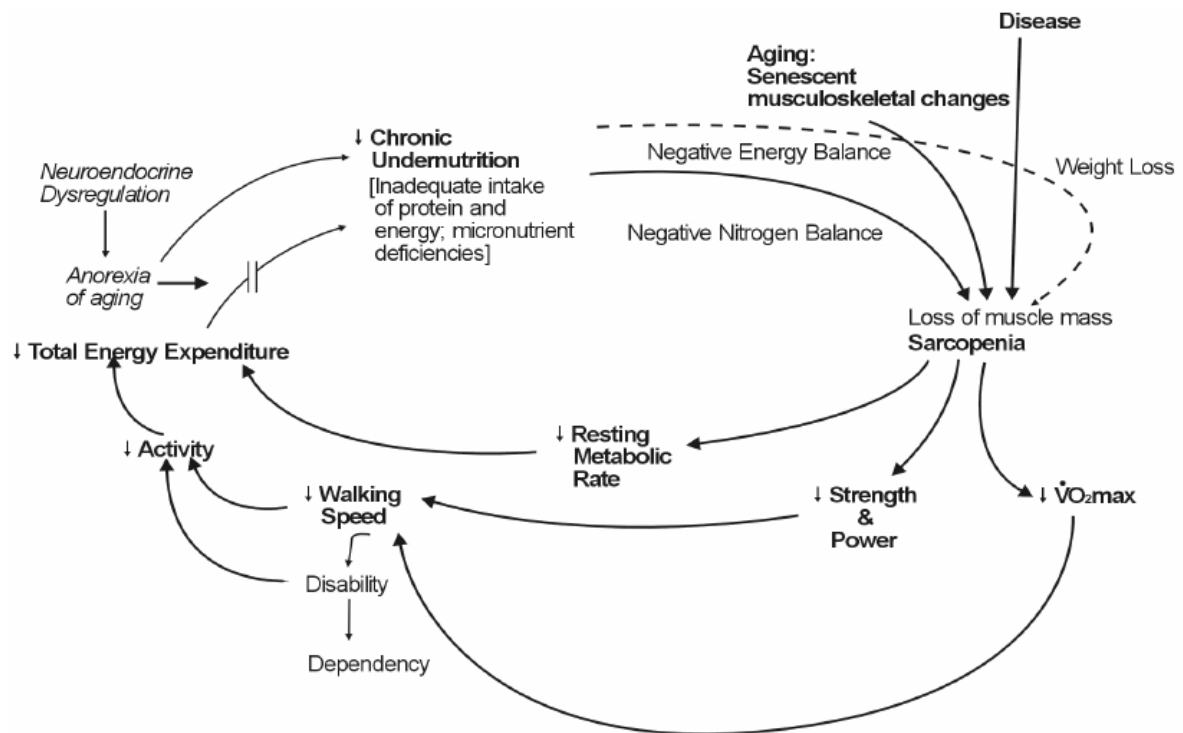 Disease
Aging:
Senescent
musculoskeletal changes
↓ Chronic
Undernutrition
[Inadequate intake
of protein and
energy; micronutrient
deficiencies]
Negative Energy Balance
Weight Loss
Neuroendocrine
Dysregulation
Negative Nitrogen Balance
Anorexia
of aging
Loss of muscle mass
Sarcopenia
↓ Total Energy Expenditure
↓ Activity
↓ Resting
Metabolic
Rate
↓ Walking
Speed
↓ Strength
&
Power
↓ V̇O₂max
Disability
Dependency